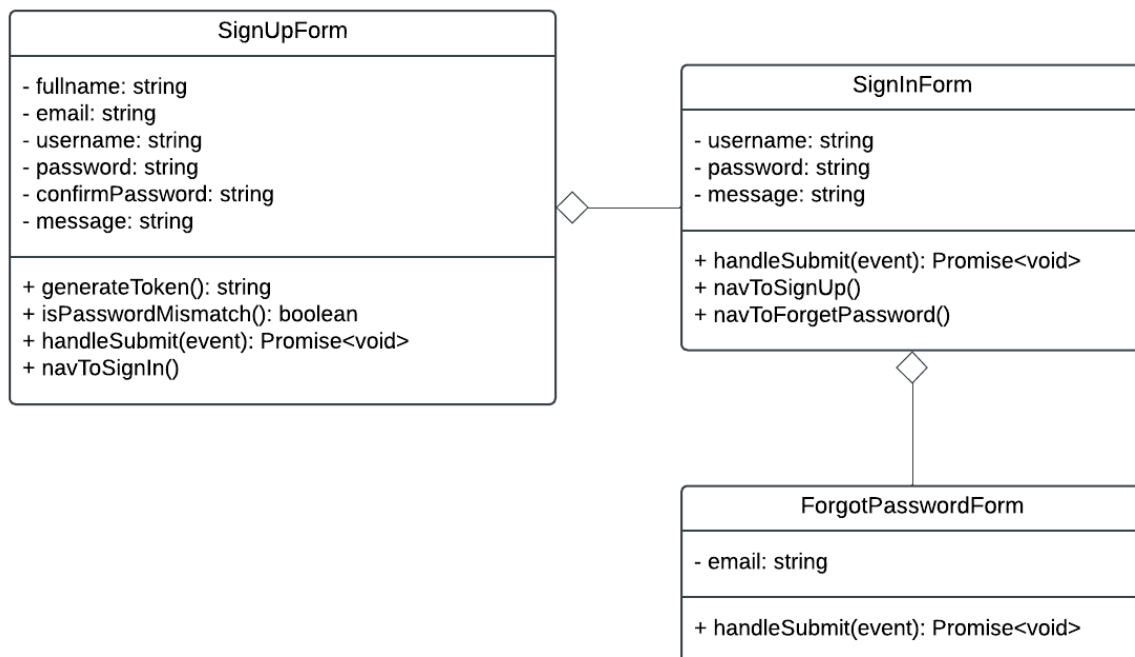 SignUpForm
- fullname: string
- email: string
- username: string
- password: string
- confirmPassword: string
- message: string
+ generateToken(): string
+ isPasswordMismatch(): boolean
+ handleSubmit(event): Promise<void>
+ navToSignIn()
SignInForm
- username: string
- password: string
- message: string
+ handleSubmit(event): Promise<void>
+ navToSignUp()
+ navToForgetPassword()
ForgotPasswordForm
- email: string
+ handleSubmit(event): Promise<void>